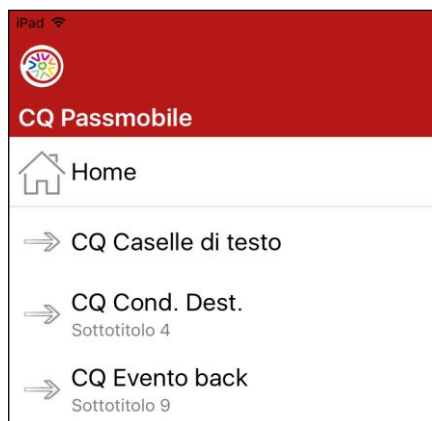 iPad
CQ Passmobile
Home
CQ Caselle di testo
CQ Cond. Dest.
Sottotitolo 4
CQ Evento back
Sottotitolo 9